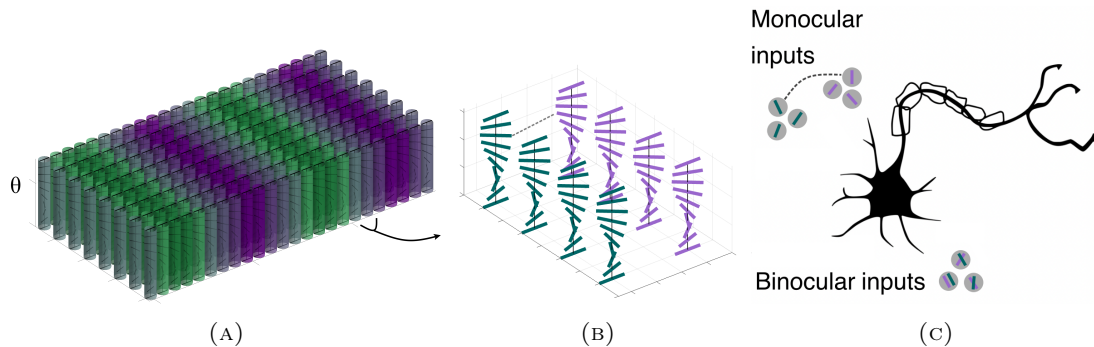 Monocular
inputs
θ
Binocular inputs
(A)
(B)
(C)